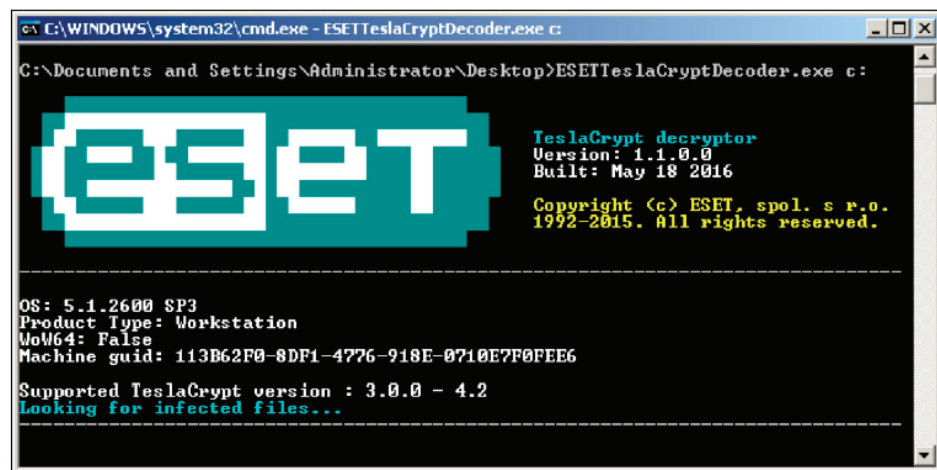 C:\WINDOWS\system32\cmd.exe - ESETTeslaCryptDecoder.exe c:
C:\Documents and Settings\Administrator\Desktop>ESETTeslaCryptDecoder.exe c:
eset
TeslaCrypt decryptor
Version: 1.1.0.0
Built: May 18 2016
Copyright (c) ESET, spol. s r.o.
1992-2015. All rights reserved.
OS: 5.1.2600 SP3
Product Type: Workstation
WoW64: False
Machine guid: 113B62F0-8DF1-4776-918E-0710E7F0FEE6
Supported TeslaCrypt version : 3.0.0 - 4.2
Looking for infected files...